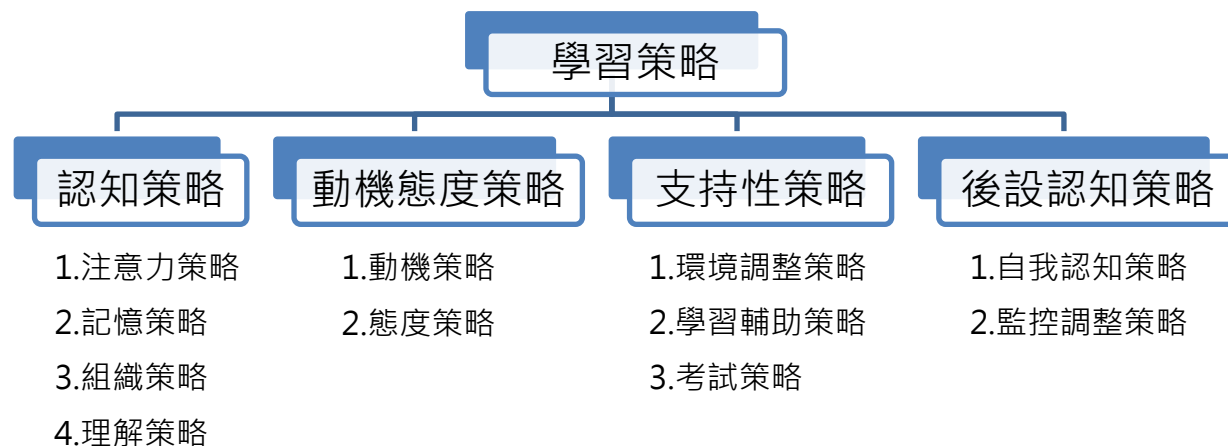 學習策略
認知策略
1.注意力策略
2.記憶策略
3.組織策略
4.理解策略
動機態度策略
1.動機策略
2.態度策略
支持性策略
1.環境調整策略
2.學習輔助策略
3.考試策略
後設認知策略
1.自我認知策略
2.監控調整策略